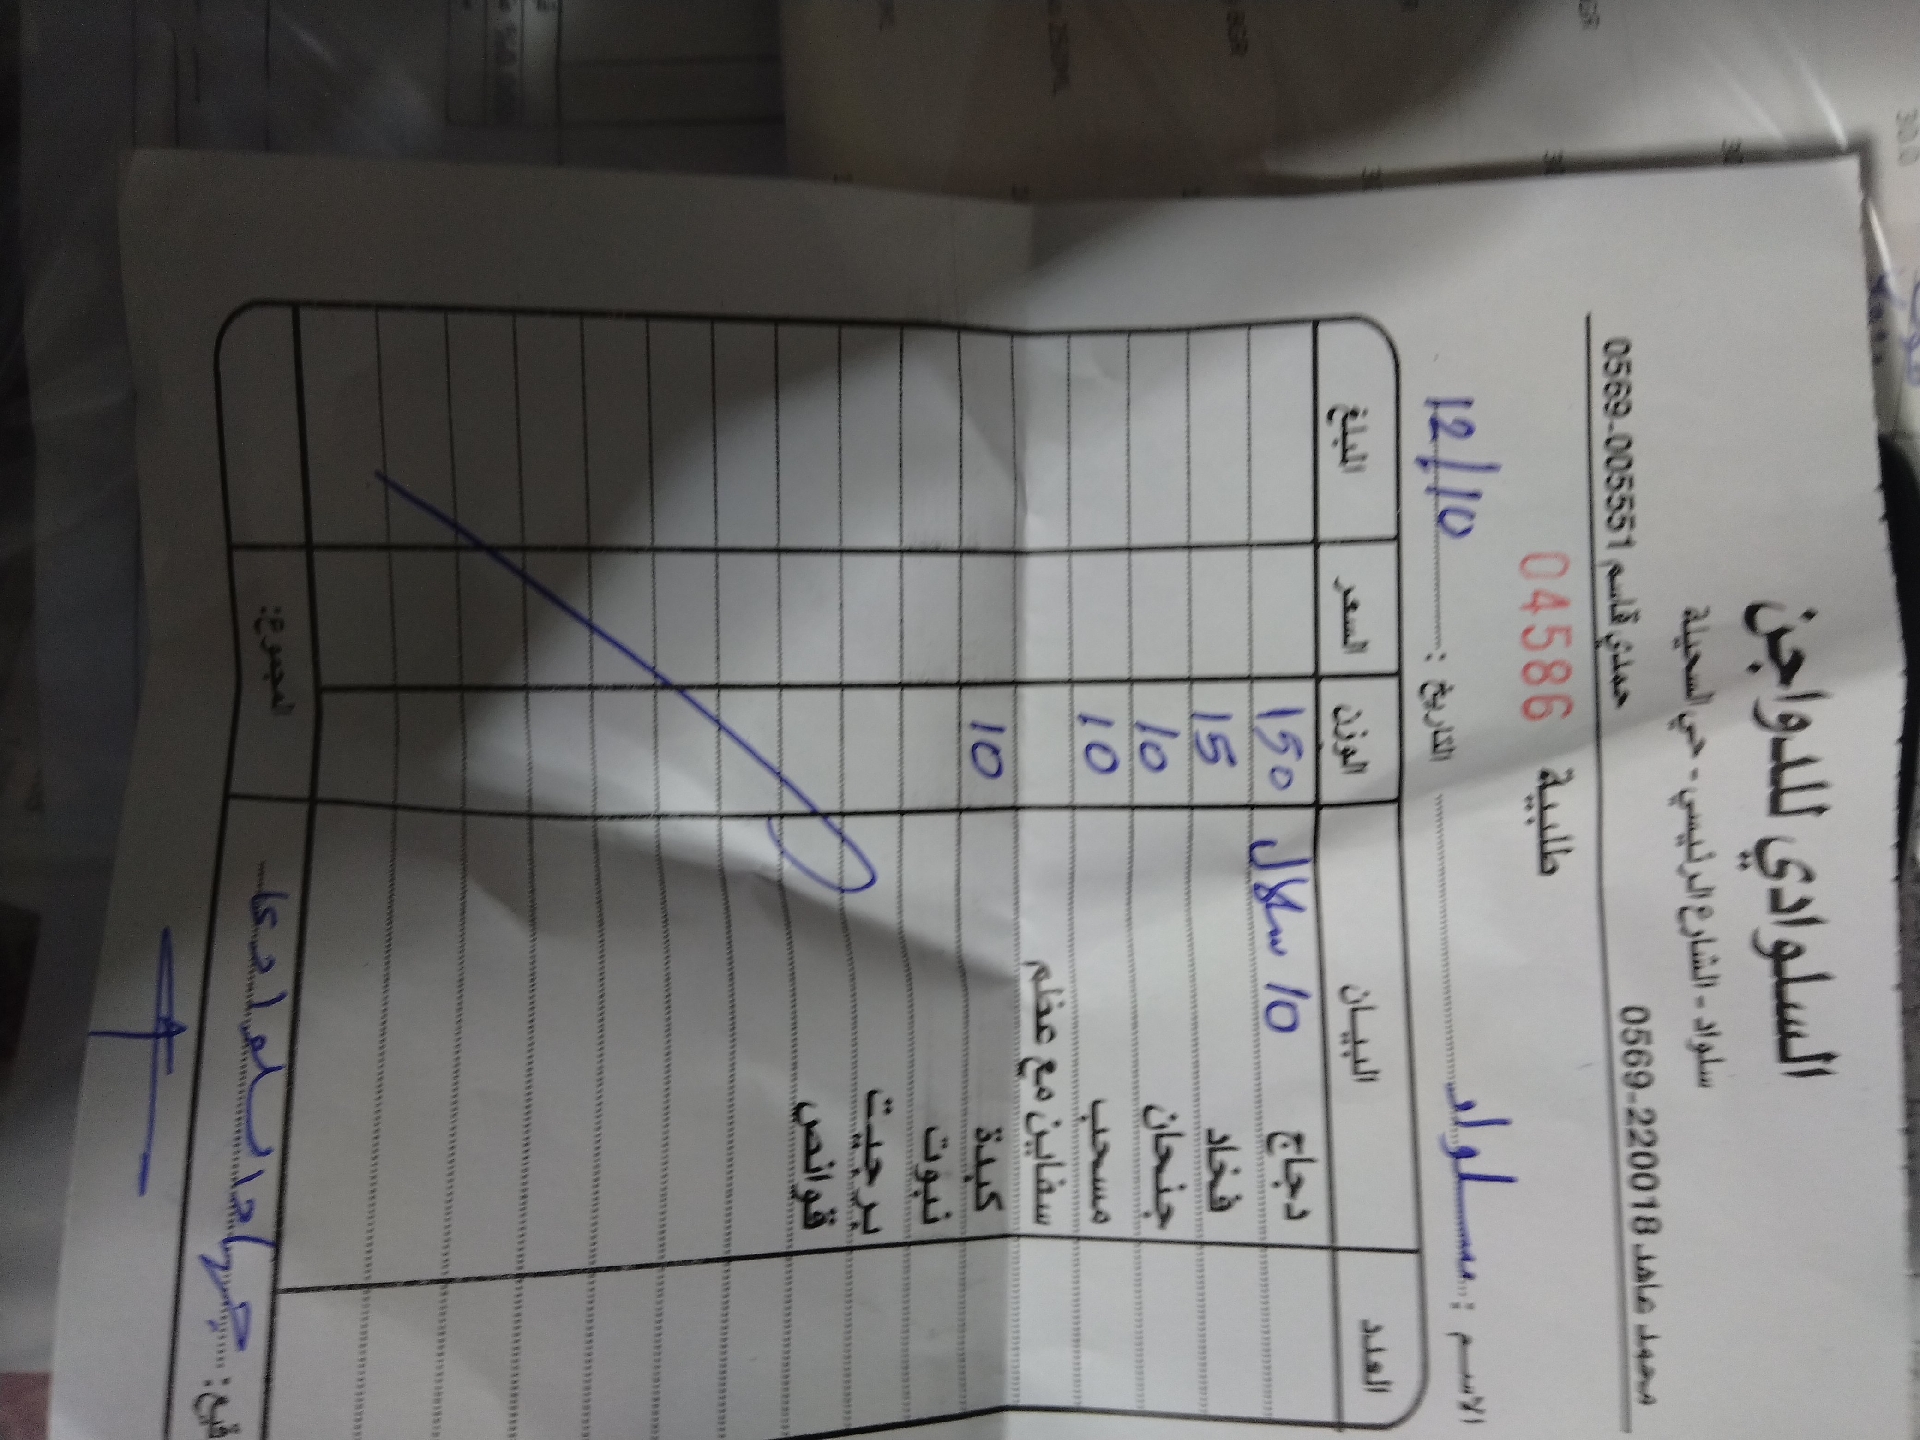 السلوادي للدواجن
سلواد - الشارع الرئيسي - حي السحيلة
محمد عاهد 0569-220018 حمدي قاسم 0569-005551
طلبية 04586
الاسم : سلواد التاريخ : 12/10
العدد البيان الوزن السعر المبلغ
دجاج 10 سلال 150
فخاد 15
جنحان 10
مسحب 10
سفاين مع عظم
كبدة 10
نبوت
برجيت
قوانص
المجموع: